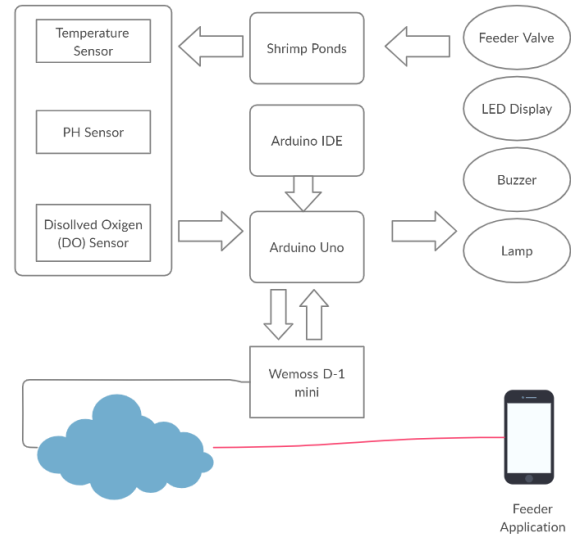 Temperature
Sensor
Shrimp Ponds
Feeder Valve
LED Display
PH Sensor
Arduino IDE
Buzzer
Disollved Oxigen
(DO) Sensor
Arduino Uno
Lamp
Wemoss D-1
mini
Feeder
Application